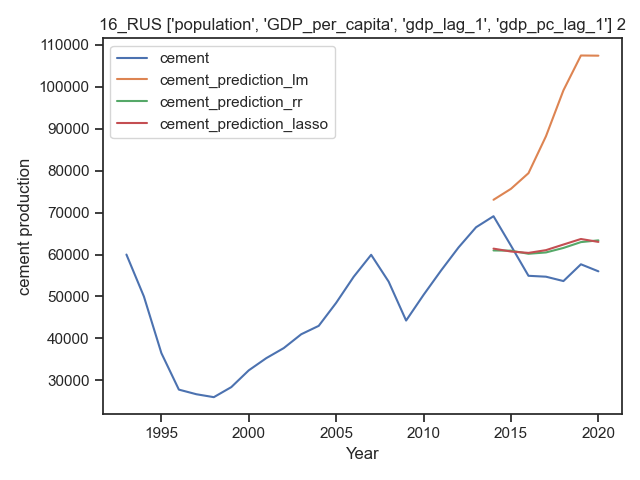 16_RUS ['population', 'GDP_per_capita', 'gdp_lag_1', 'gdp_pc_lag_1'] 2
cement
cement_prediction_lm
cement_prediction_rr
cement_prediction_lasso
cement production
110000
100000
90000
80000
70000
60000
50000
40000
30000
1995
2000
2005
2010
2015
2020
Year